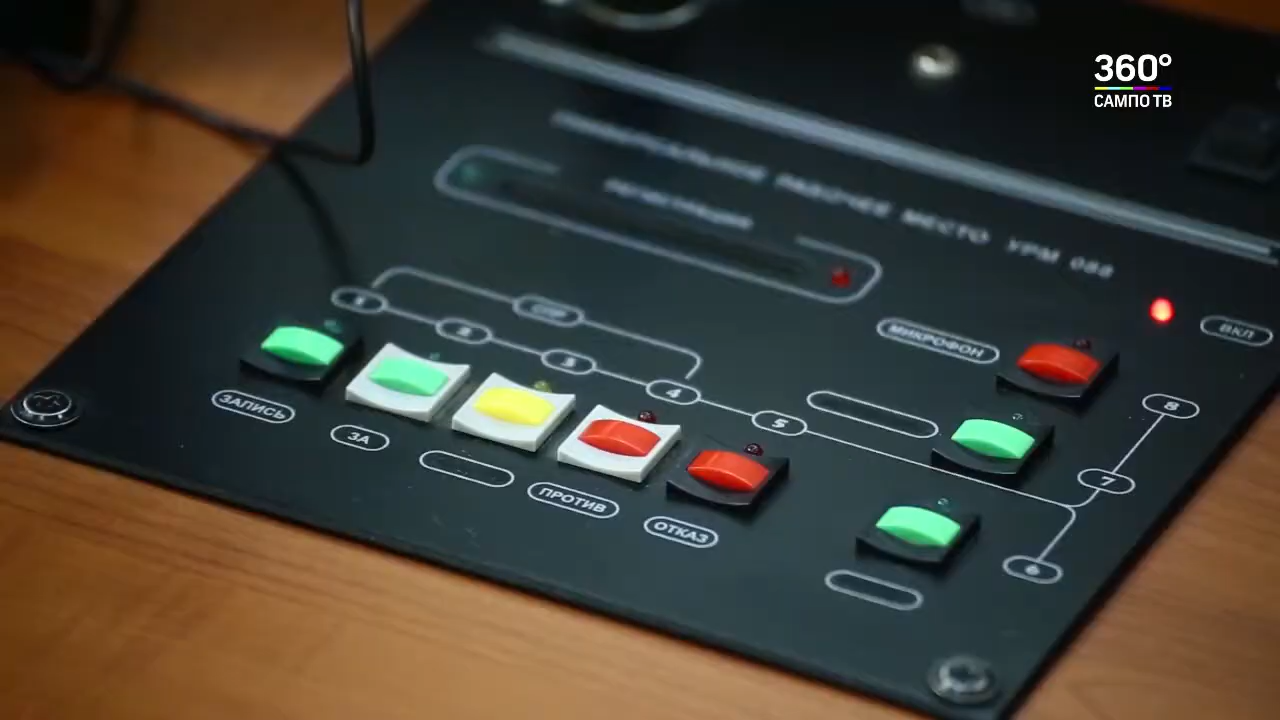 360°
САМПО ТВ
УНИВЕРСАЛЬНОЕ РАБОЧЕЕ МЕСТО УРМ 088
РЕГИСТРАЦИЯ
ВКЛ
МИКРОФОН
1
2
3
4
5
6
7
8
ЗАПИСЬ
ЗА
ПРОТИВ
ОТКАЗ